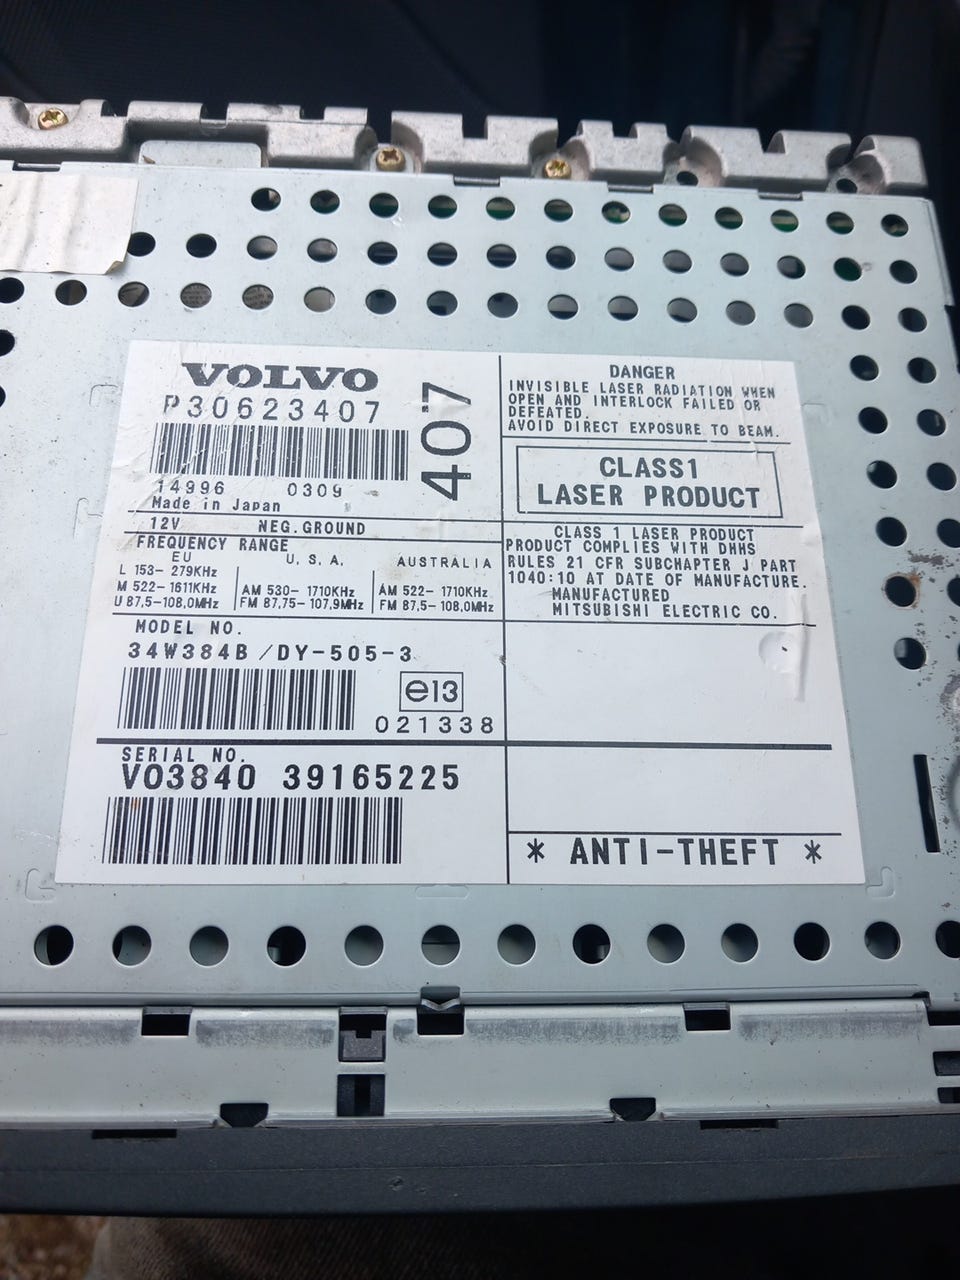 VOLVO
P30623407
407
14996 0309
Made in Japan
12V NEG.GROUND
FREQUENCY RANGE
EU
L 153- 279KHz
M 522- 1611KHz
U 87,5-108,0MHz
U.S.A.
AM 530- 1710KHz
FM 87,75- 107,9MHz
AUSTRALIA
AM 522- 1710KHz
FM 87,5- 108,0MHz
MODEL NO.
34W384B /DY-505-3
e13
021338
SERIAL NO.
VO3840 39165225
DANGER
INVISIBLE LASER RADIATION WHEN
OPEN AND INTERLOCK FAILED OR
DEFEATED.
AVOID DIRECT EXPOSURE TO BEAM.
CLASS1
LASER PRODUCT
CLASS 1 LASER PRODUCT
PRODUCT COMPLIES WITH DHHS
RULES 21 CFR SUBCHAPTER J PART
1040:10 AT DATE OF MANUFACTURE.
MANUFACTURED
MITSUBISHI ELECTRIC CO.
* ANTI-THEFT *